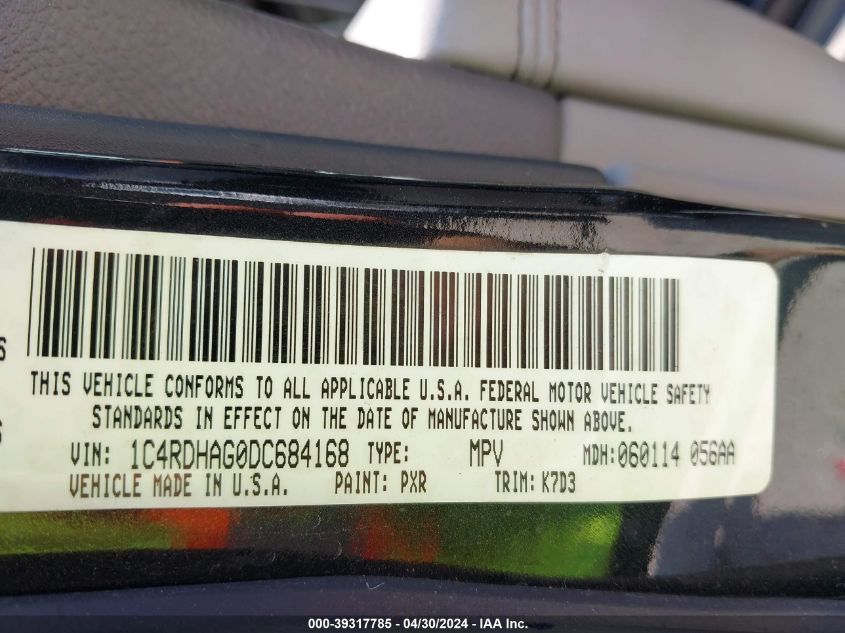 S
THIS VEHICLE CONFORMS TO ALL APPLICABLE U.S.A. FEDERAL MOTOR VEHICLE SAFETY
STANDARDS IN EFFECT ON THE DATE OF MANUFACTURE SHOWN ABOVE.
S
VIN: 1C4RDHAG0DC684168 TYPE: MPV MDH:060114 056AA
VEHICLE MADE IN U.S.A. PAINT: PXR TRIM: K7D3
000-39317785 - 04/30/2024 - IAA Inc.